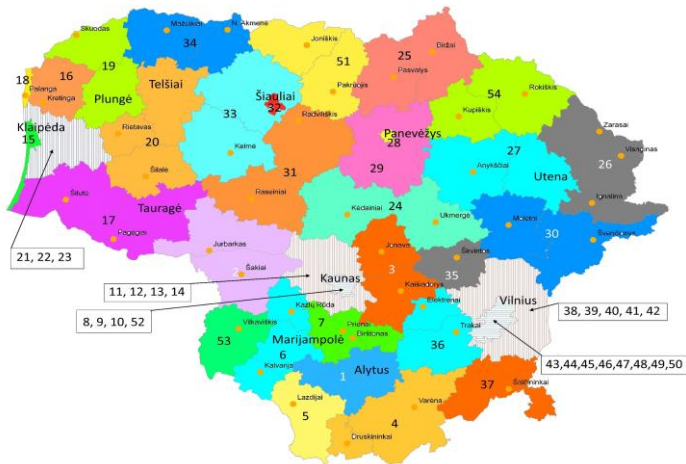 Skuodas
Mažeikiai
N. Akmenė
34
19
Joniškis
51
25
Biržai
Pasvalys
18
16
Palanga
Kretinga
Plungė
Telšiai
33
Šiauliai
32
Pakruojis
Radviliškis
54
Rokiškis
Kupiškis
Klaipėda
15
Rietavas
20
Šilalė
Kelmė
Panevėžys
28
29
27
Anykščiai
Utena
Zarasai
Visaginas
26
Ignalina
31
Raseiniai
Šilutė
17
Tauragė
Pagėgiai
24
Kėdainiai
Ukmergė
Molėtai
30
Švenčionys
21, 22, 23
Jurbarkas
2
Šakiai
Jonava
3
Širvintos
35
Kaunas
11, 12, 13, 14
8, 9, 10, 52
Kaišiadorys
Elektrėnai
Vilnius
38, 39, 40, 41, 42
Kazlų Rūda
53
Vilkaviškis
7
Prienai
Birštonas
Marijampolė
6
Kalvarija
Trakai
36
43,44,45,46,47,48,49,50
1
Alytus
37
Šalčininkai
Lazdijai
5
Varėna
4
Druskininkai